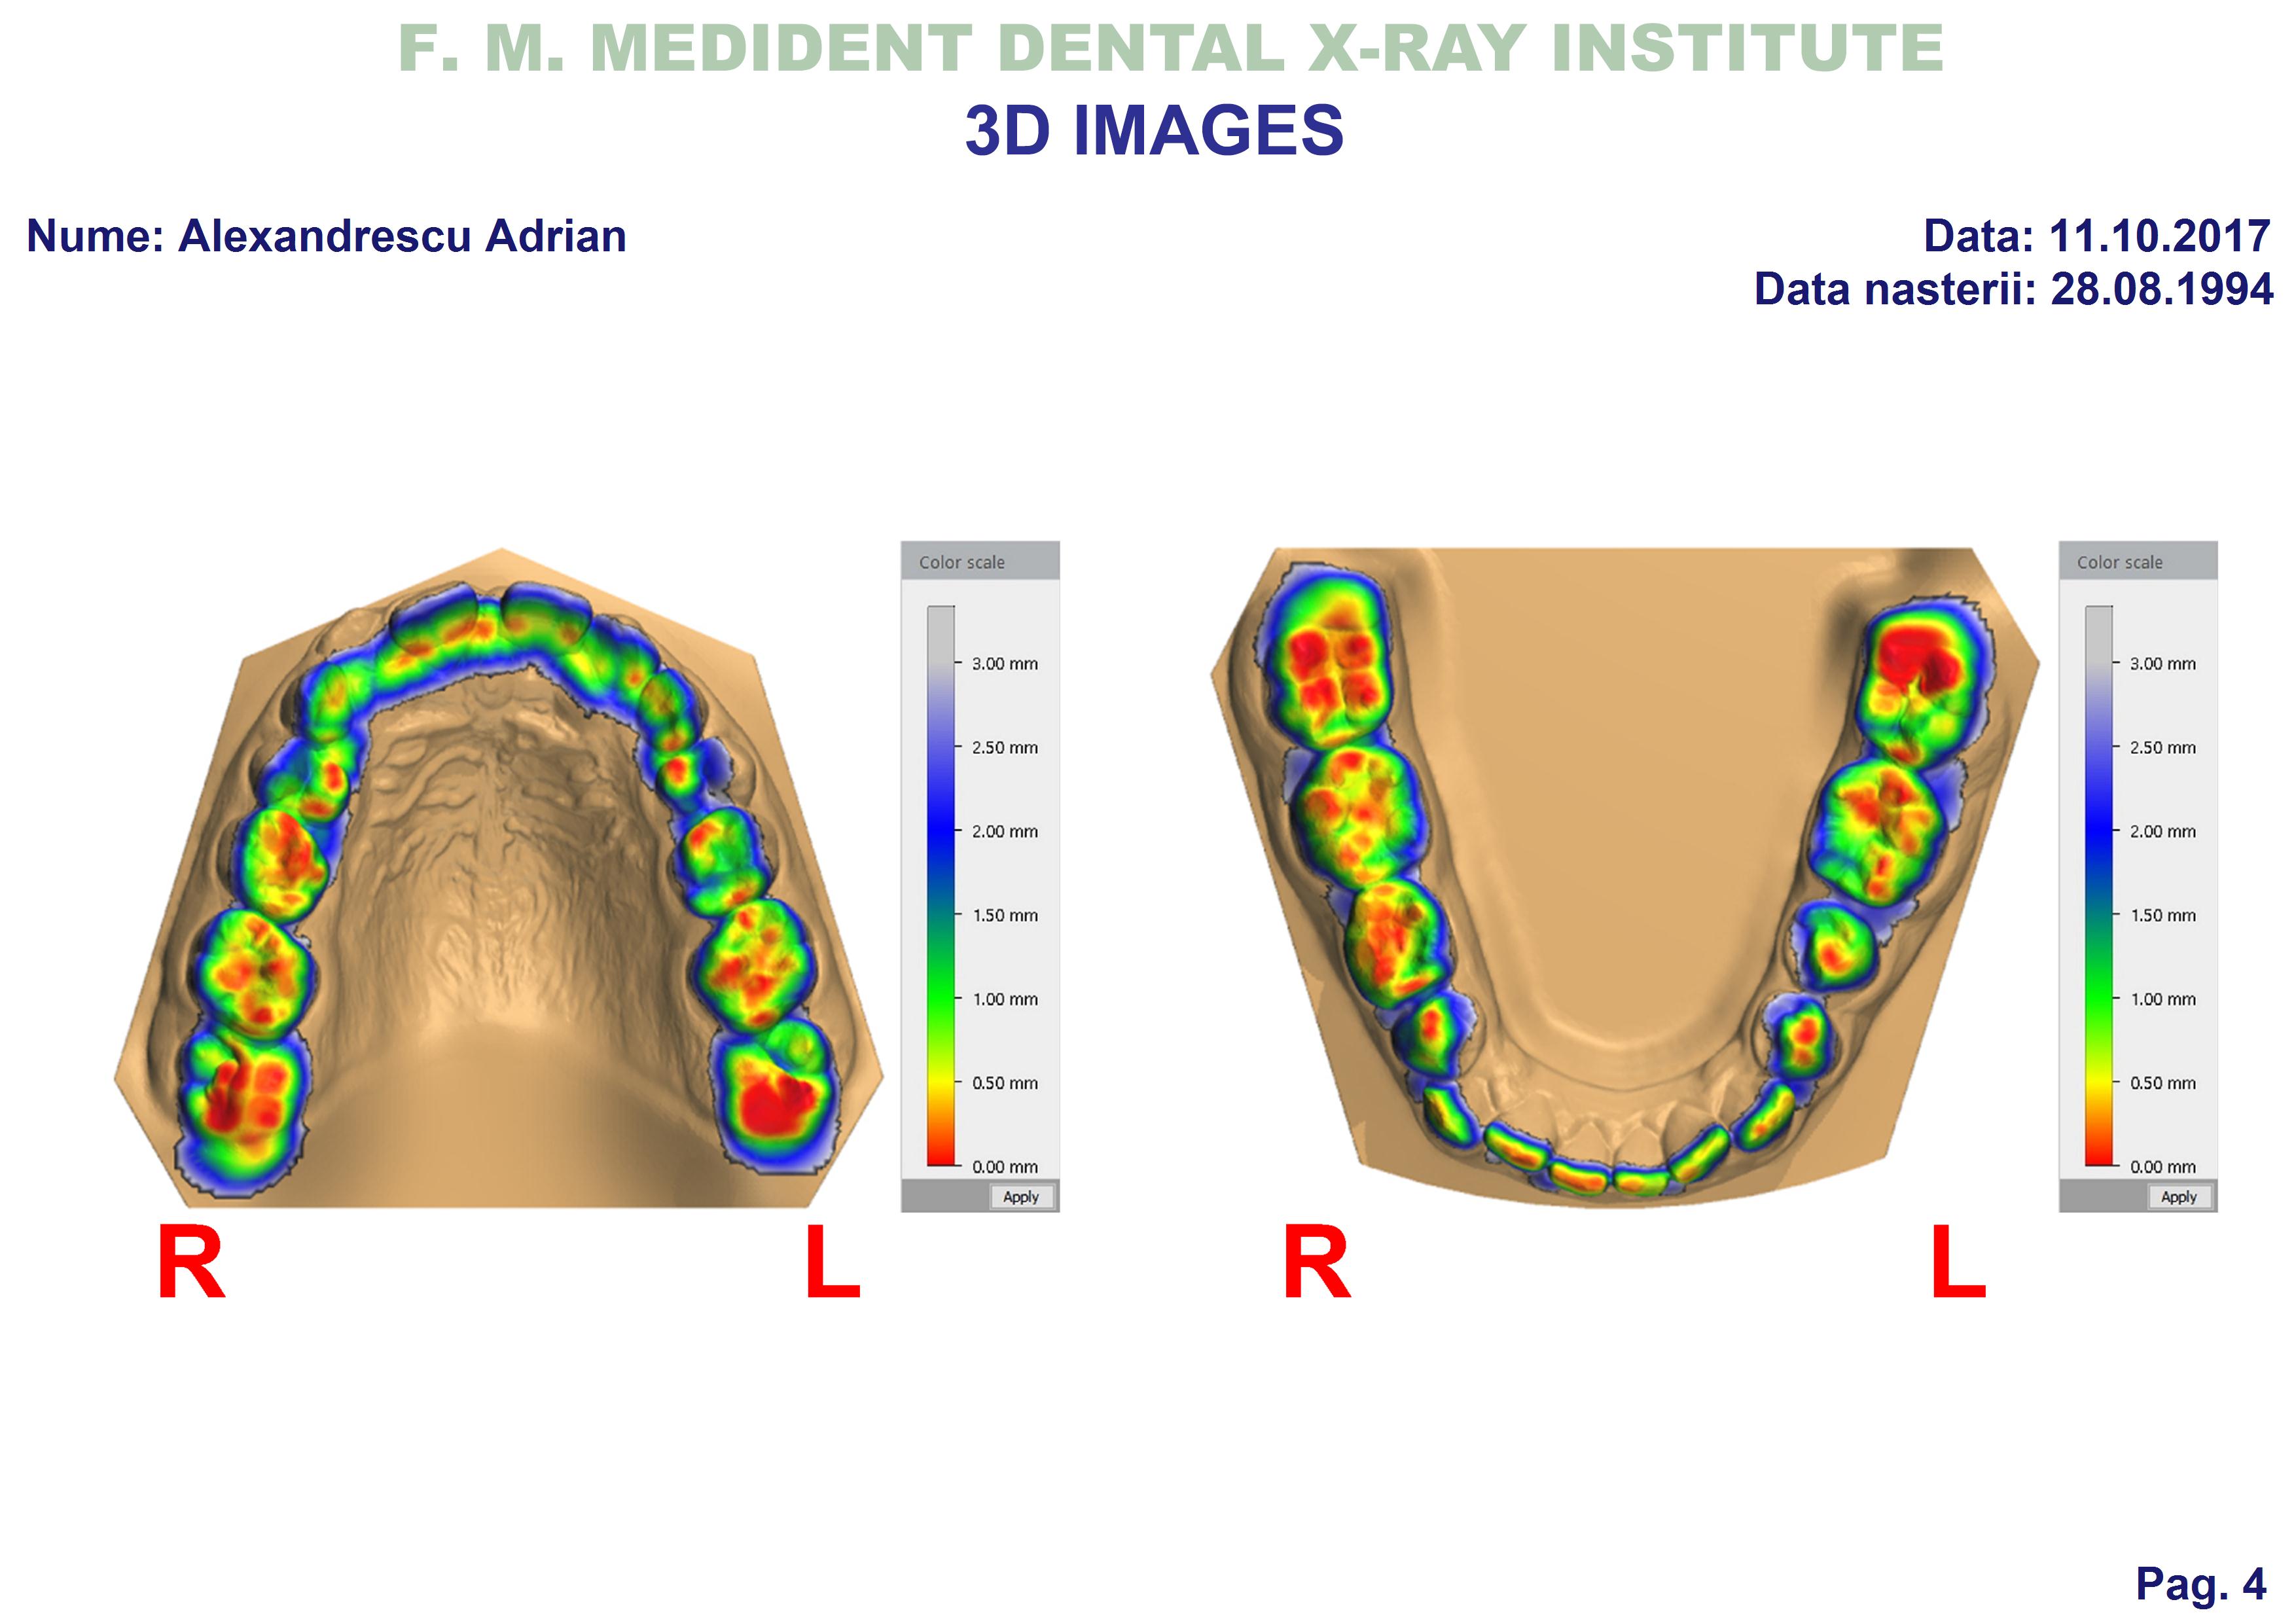 F. M. MEDIDENT DENTAL X-RAY INSTITUTE
3D IMAGES
Nume: Alexandrescu Adrian
Data: 11.10.2017
Data nasterii: 28.08.1994
Color scale
3.00 mm
2.50 mm
2.00 mm
1.50 mm
1.00 mm
0.50 mm
0.00 mm
Apply
R
L
Color scale
3.00 mm
2.50 mm
2.00 mm
1.50 mm
1.00 mm
0.50 mm
0.00 mm
Apply
R
L
Pag. 4